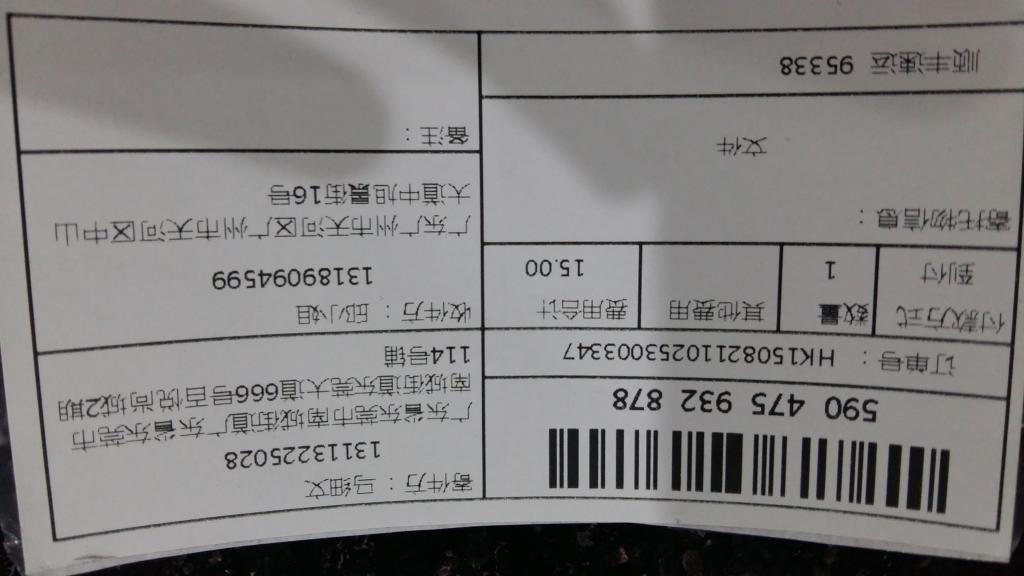 590 475 932 878
订单号： HK15082110253003347
付款方式
数量
其他费用
费用合计
到付
1
15.00
寄托物信息：
文件
顺丰速运 95338
寄件方： 马细文
13113225028
广东省东莞市南城街道广东省东莞市
南城街道东莞大道666号百悦尚城2期
114号铺
收件方： 邱小姐
13189094599
广东广州市天河区广州市天河区中山
大道中旭景街16号
备注：